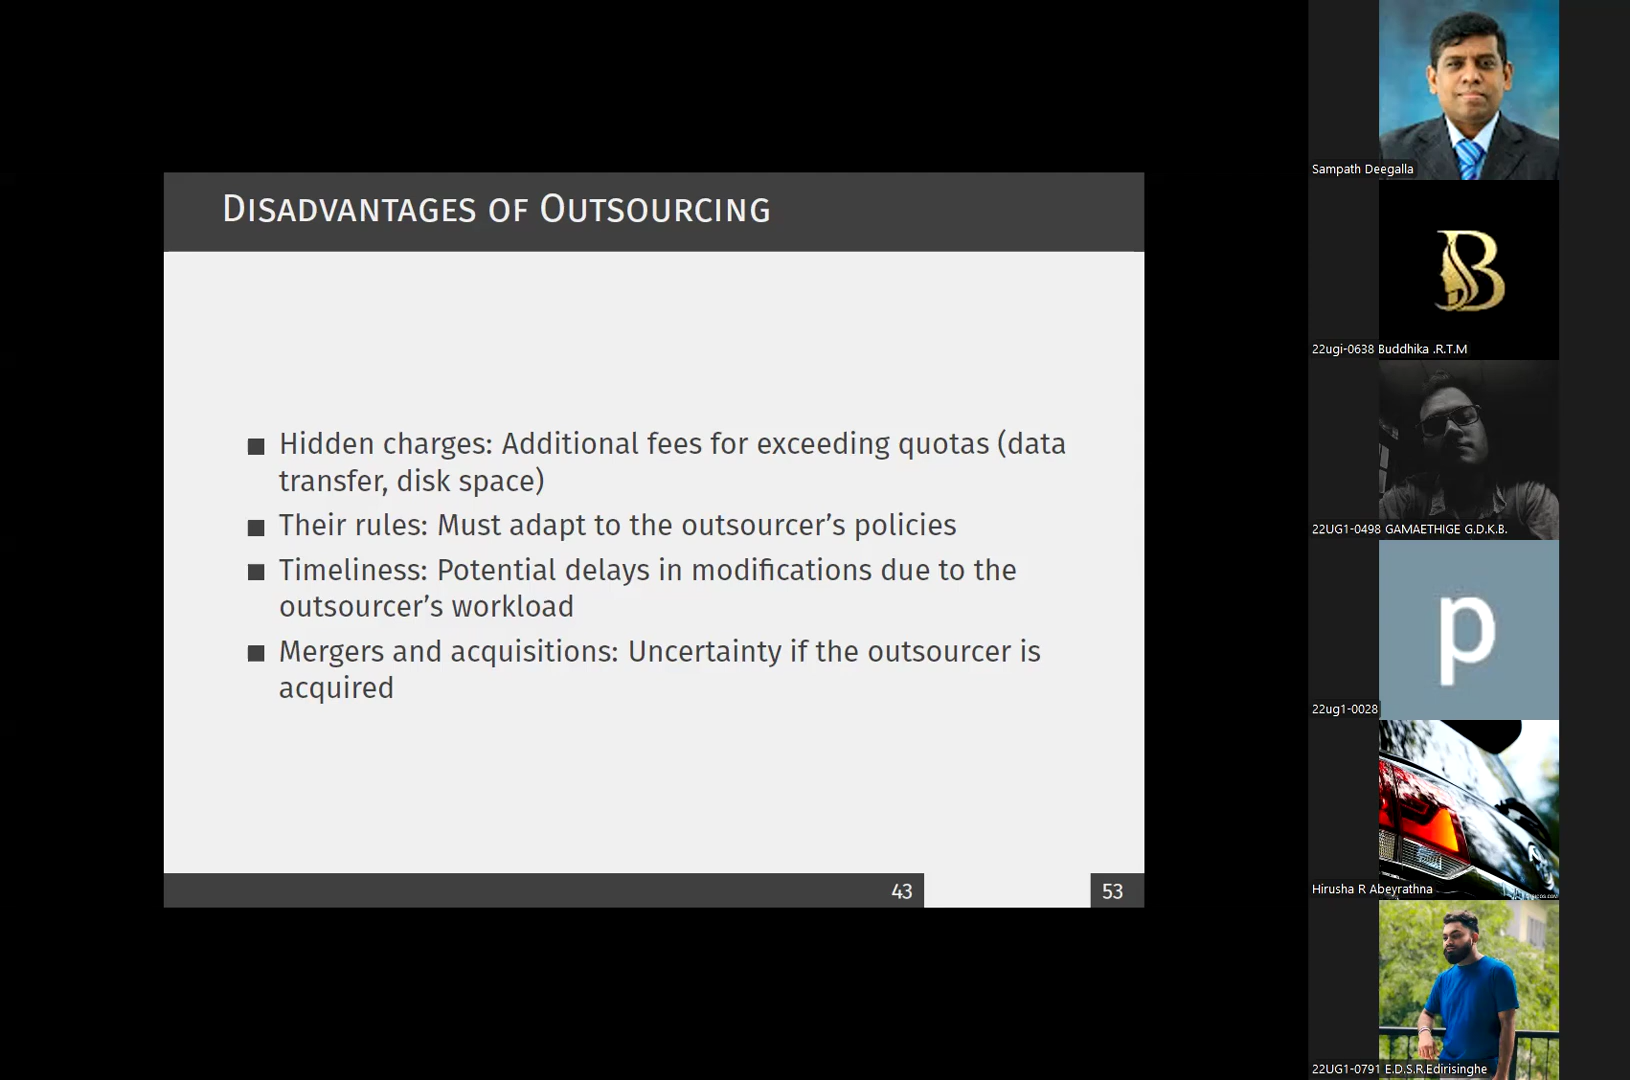 DISADVANTAGES OF OUTSOURCING
■ Hidden charges: Additional fees for exceeding quotas (data
transfer, disk space)
■ Their rules: Must adapt to the outsourcer’s policies
■ Timeliness: Potential delays in modifications due to the
outsourcer’s workload
■ Mergers and acquisitions: Uncertainty if the outsourcer is
acquired
43
53
Sampath Deegalla
B
22ugi-0638 Buddhika .R.T.M
22UG1-0498 GAMAETHIGE G.D.K.B.
p
22ug1-0028
Hirusha R Abeyrathna
22UG1-0791 E.D.S.R.Edirisinghe